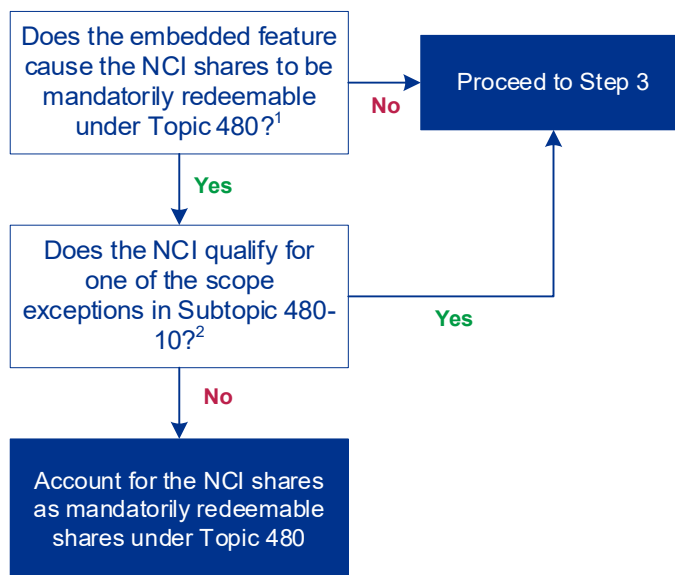 Does the embedded feature
cause the NCI shares to be
mandatorily redeemable
under Topic 480?1
No
Proceed to Step 3
Yes
Does the NCI qualify for
one of the scope
exceptions in Subtopic 480-
10?2
Yes
No
Account for the NCI shares
as mandatorily redeemable
shares under Topic 480